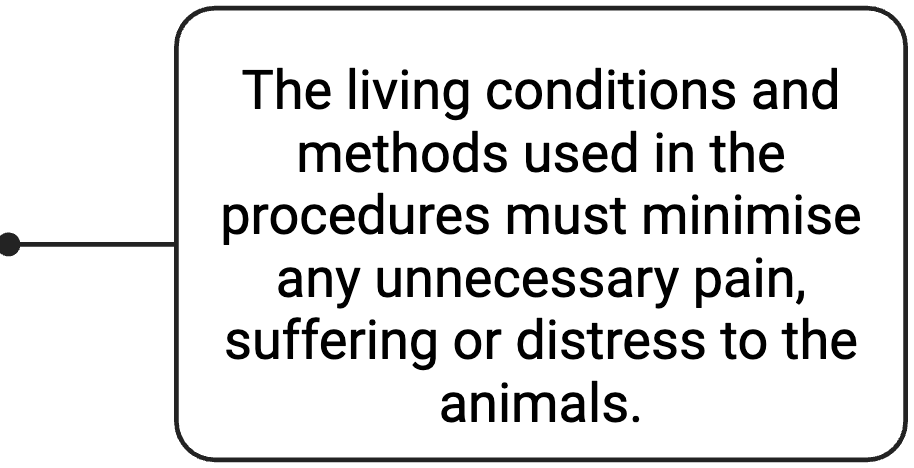 The living conditions and
methods used in the
procedures must minimise
any unnecessary pain,
suffering or distress to the
animals.